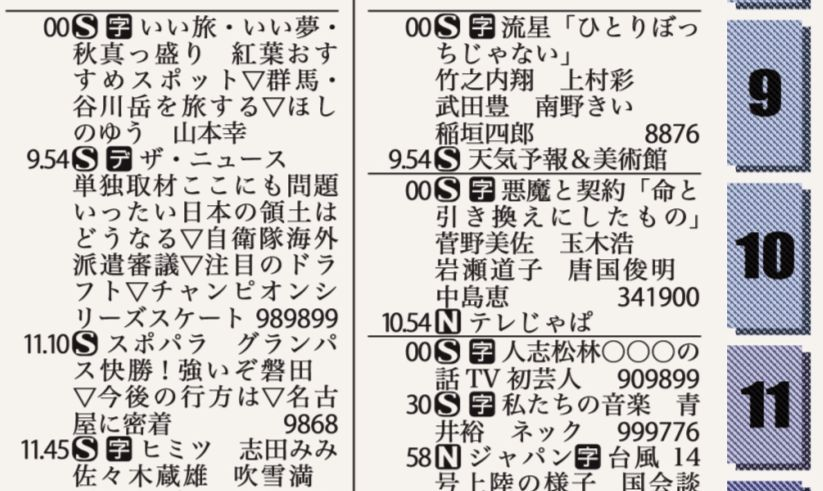 00 S 字 いい旅・いい夢・
秋真っ盛り　紅葉おす
すめスポット▽群馬・
谷川岳を旅する▽ほし
のゆう　山本幸
9.54 S デ ザ・ニュース
単独取材ここにも問題
いったい日本の領土は
どうなる▽自衛隊海外
派遣審議▽注目のドラ
フト▽チャンピオンシ
リーズスケート 989899
11.10 S スポパラ　グランパ
ス快勝！強いぞ磐田
▽今後の行方は▽名古
屋に密着　9868
11.45 S 字 ヒミツ　志田みみ
佐々木蔵雄　吹雪満
00 S 字 流星「ひとりぼっ
ちじゃない」
竹之内翔　上村彩
武田豊　南野きい
稲垣四郎　8876
9.54 S 天気予報＆美術館
00 S 字 悪魔と契約「命と
引き換えにしたもの」
菅野美佐　玉木浩
岩瀬道子　唐国俊明
中島恵　341900
10.54 N テレじゃぱ
00 S 字 人志松林〇〇〇の
話 TV 初芸人　909899
30 S 字 私たちの音楽　青
井裕　ネック　999776
58 N ジャパン 字 台風 14
号上陸の様子　国会談
9
10
11